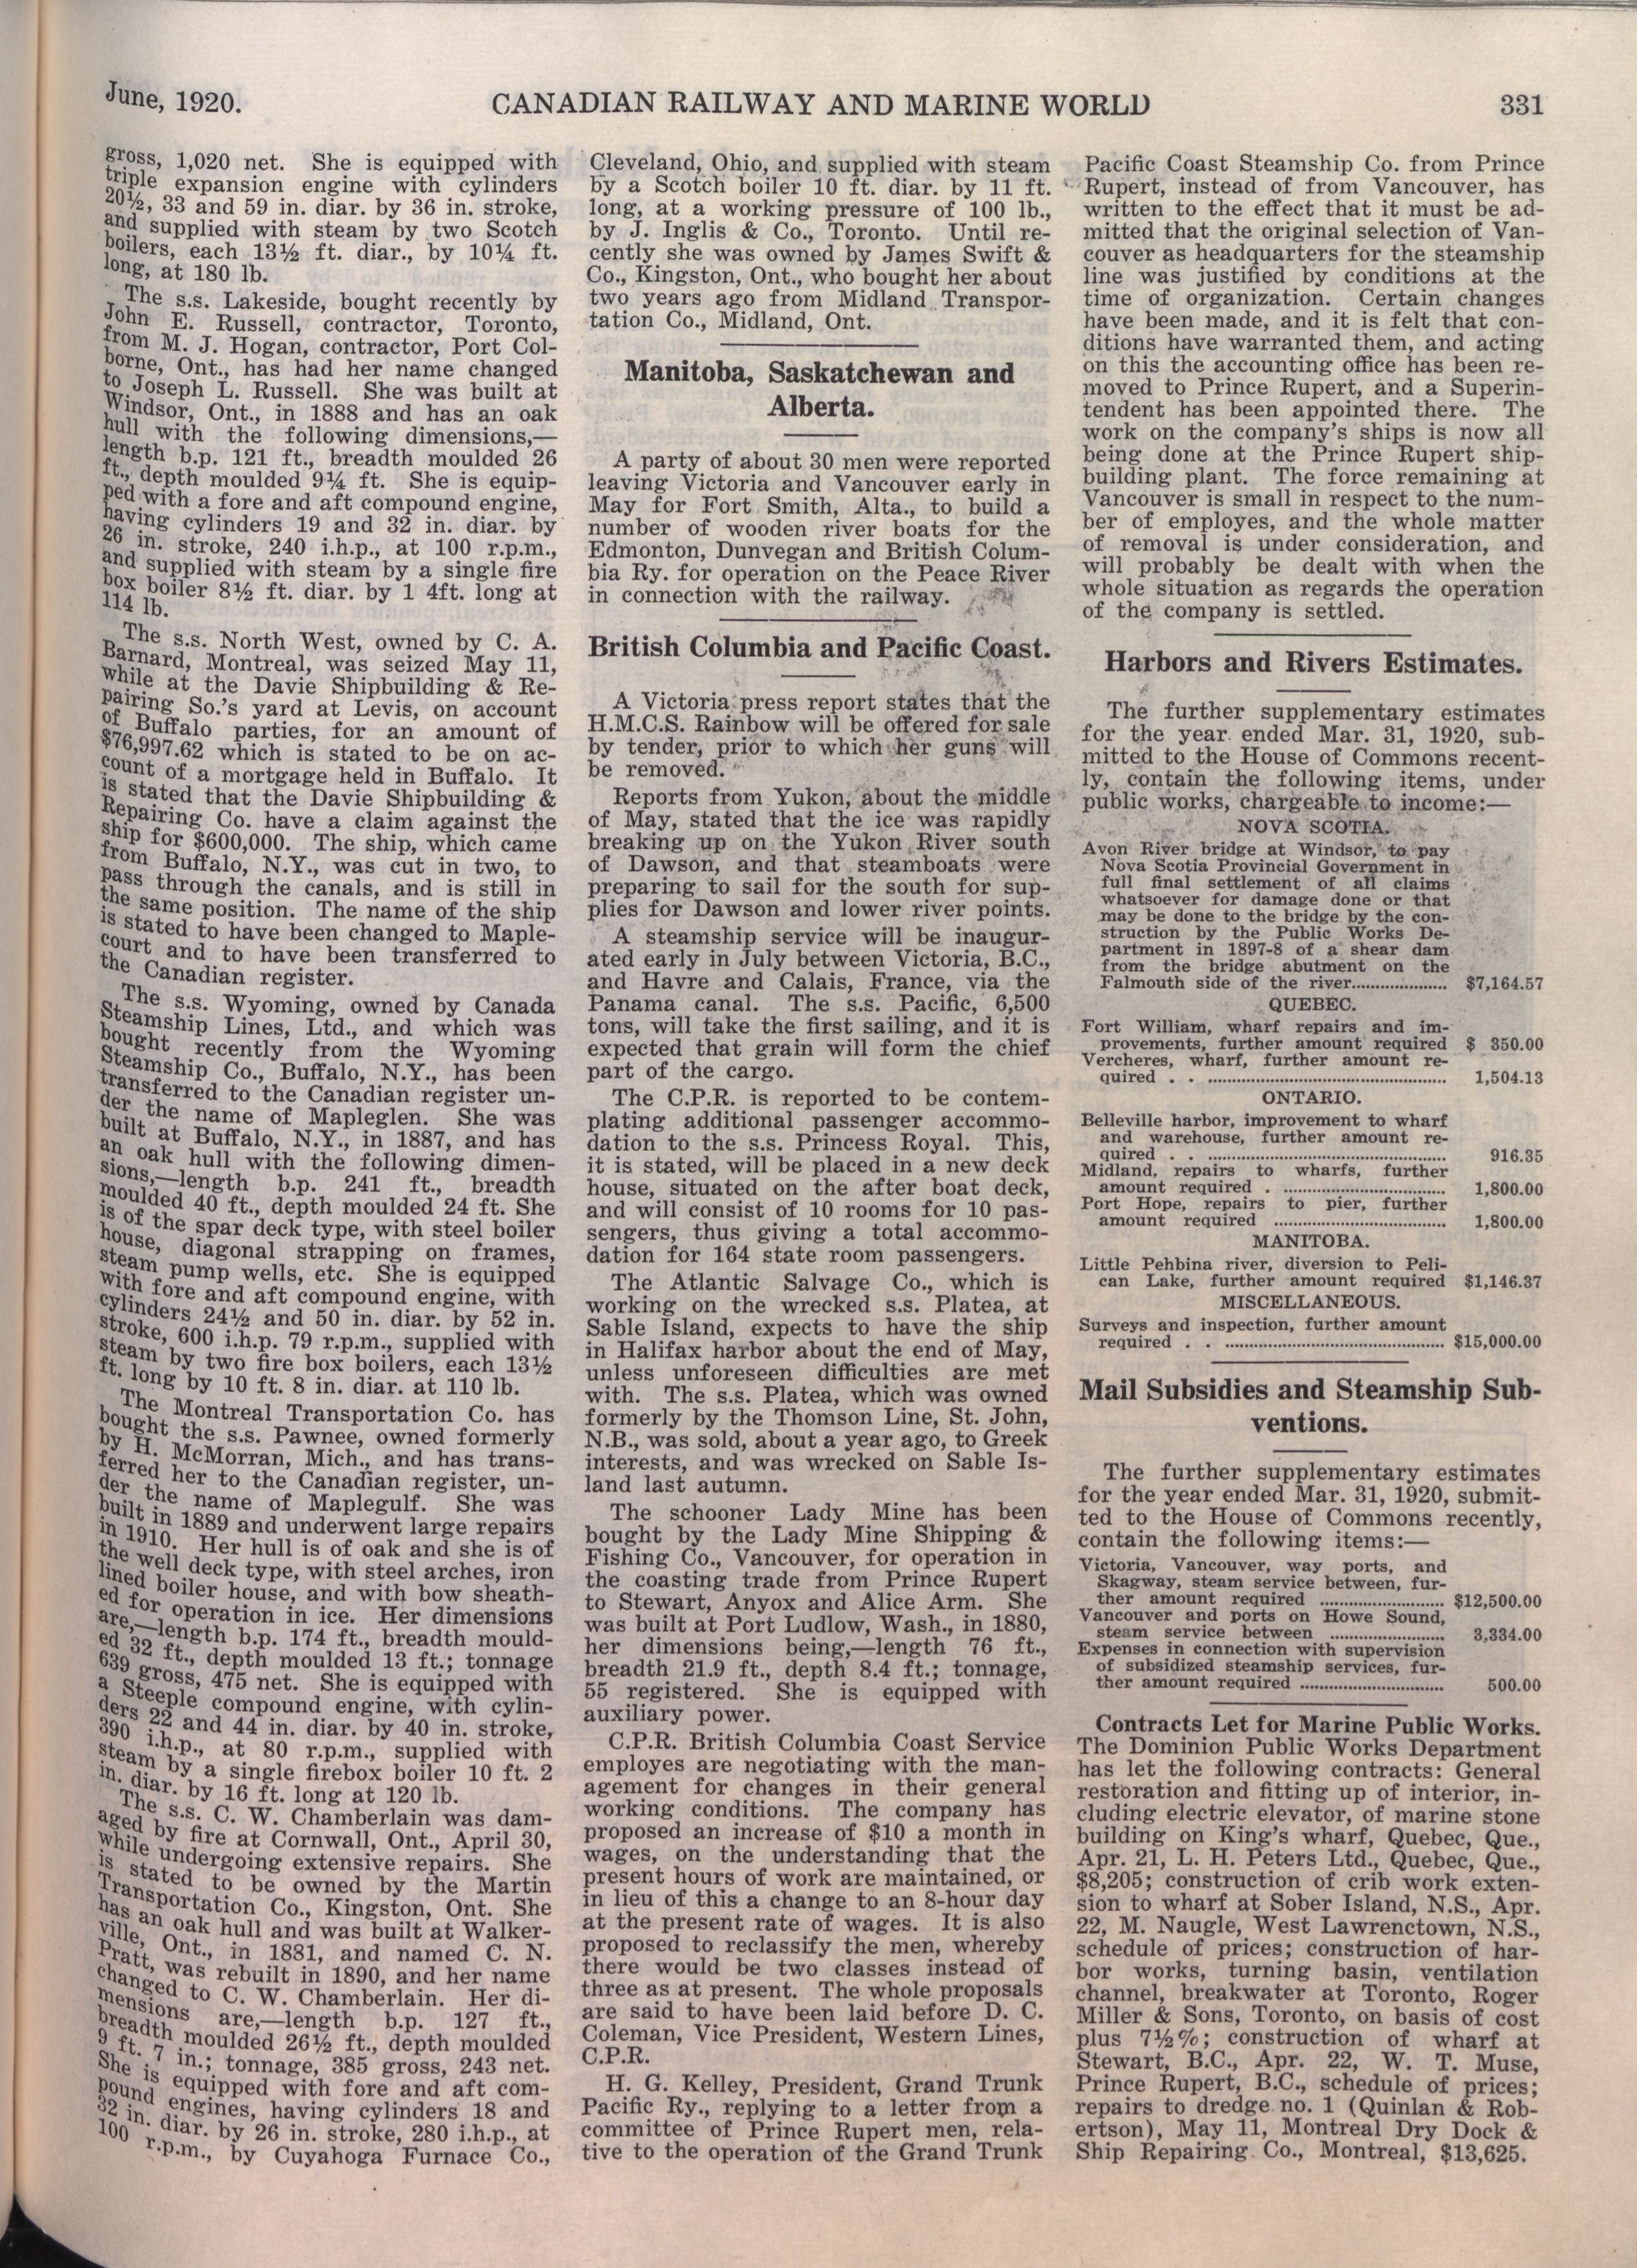 June, 1920.
CANADIAN RAILWAY AND MARINE WORLD
331
gross, 1,020 net. She is equipped with
triple expansion engine with cylinders
20½, 33 and 59 in. diar. by 36 in. stroke,
and supplied with steam by two Scotch
boilers, each 13½ ft. diar., by 10¼ ft.
long, at 180 lb.
The s.s. Lakeside, bought recently by
John E. Russell, contractor, Toronto,
from M. J. Hogan, contractor, Port Col-
borne, Ont., has had her name changed
to Joseph L. Russell. She was built at
Windsor, Ont., in 1888 and has an oak
hull with the following dimensions,—
length b.p. 121 ft., breadth moulded 26
ft., depth moulded 9¼ ft. She is equip-
ped with a fore and aft compound engine,
having cylinders 19 and 32 in. diar. by
26 in. stroke, 240 i.h.p., at 100 r.p.m.,
and supplied with steam by a single fire
box boiler 8½ ft. diar. by 1 4ft. long at
114 lb.
The s.s. North West, owned by C. A.
Barnard, Montreal, was seized May 11,
while at the Davie Shipbuilding & Re-
pairing So.'s yard at Levis, on account
of Buffalo parties, for an amount of
$76,997.62 which is stated to be on ac-
count of a mortgage held in Buffalo. It
is stated that the Davie Shipbuilding &
Repairing Co. have a claim against the
ship for $600,000. The ship, which came
from Buffalo, N.Y., was cut in two, to
pass through the canals, and is still in
the same position. The name of the ship
is stated to have been changed to Maple-
court and to have been transferred to
the Canadian register.
The s.s. Wyoming, owned by Canada
Steamship Lines, Ltd., and which was
bought recently from the Wyoming
Steamship Co., Buffalo, N.Y., has been
transferred to the Canadian register un-
der the name of Mapleglen. She was
built at Buffalo, N.Y., in 1887, and has
an oak hull with the following dimen-
sions,—length b.p. 241 ft., breadth
moulded 40 ft., depth moulded 24 ft. She
is of the spar deck type, with steel boiler
house, diagonal strapping on frames,
steam pump wells, etc. She is equipped
with fore and aft compound engine, with
cylinders 24½ and 50 in. diar. by 52 in.
stroke, 600 i.h.p. 79 r.p.m., supplied with
steam by two fire box boilers, each 13½
ft. long by 10 ft. 8 in. diar. at 110 lb.
The Montreal Transportation Co. has
bought the s.s. Pawnee, owned formerly
by H. McMorran, Mich., and has trans-
ferred her to the Canadian register, un-
der the name of Maplegulf. She was
built in 1889 and underwent large repairs
in 1910. Her hull is of oak and she is of
the well deck type, with steel arches, iron
lined boiler house, and with bow sheath-
ed for operation in ice. Her dimensions
are,—length b.p. 174 ft., breadth mould-
ed 32 ft., depth moulded 13 ft.; tonnage
639 gross, 475 net. She is equipped with
a Steeple compound engine, with cylin-
ders 22 and 44 in. diar. by 40 in. stroke,
390 i.h.p., at 80 r.p.m., supplied with
steam by a single firebox boiler 10 ft. 2
in. diar. by 16 ft. long at 120 lb.
The s.s. C. W. Chamberlain was dam-
aged by fire at Cornwall, Ont., April 30,
while undergoing extensive repairs. She
is stated to be owned by the Martin
Transportation Co., Kingston, Ont. She
has an oak hull and was built at Walker-
ville, Ont., in 1881, and named C. N.
Pratt, was rebuilt in 1890, and her name
changed to C. W. Chamberlain. Her di-
mensions are,—length b.p. 127 ft.,
breadth moulded 26½ ft., depth moulded
9 ft. 7 in.; tonnage, 385 gross, 243 net.
She is equipped with fore and aft com-
pound engines, having cylinders 18 and
32 in. diar. by 26 in. stroke, 280 i.h.p., at
100 r.p.m., by Cuyahoga Furnace Co.,
Cleveland, Ohio, and supplied with steam
by a Scotch boiler 10 ft. diar. by 11 ft.
long, at a working pressure of 100 lb.,
by J. Inglis & Co., Toronto. Until re-
cently she was owned by James Swift &
Co., Kingston, Ont., who bought her about
two years ago from Midland Transpor-
tation Co., Midland, Ont.
Manitoba, Saskatchewan and
Alberta.
A party of about 30 men were reported
leaving Victoria and Vancouver early in
May for Fort Smith, Alta., to build a
number of wooden river boats for the
Edmonton, Dunvegan and British Colum-
bia Ry. for operation on the Peace River
in connection with the railway.
British Columbia and Pacific Coast.
A Victoria press report states that the
H.M.C.S. Rainbow will be offered for sale
by tender, prior to which her guns will
be removed.
Reports from Yukon, about the middle
of May, stated that the ice was rapidly
breaking up on the Yukon River south
of Dawson, and that steamboats were
preparing to sail for the south for sup-
plies for Dawson and lower river points.
A steamship service will be inaugur-
ated early in July between Victoria, B.C.,
and Havre and Calais, France, via the
Panama canal. The s.s. Pacific, 6,500
tons, will take the first sailing, and it is
expected that grain will form the chief
part of the cargo.
The C.P.R. is reported to be contem-
plating additional passenger accommo-
dation to the s.s. Princess Royal. This,
it is stated, will be placed in a new deck
house, situated on the after boat deck,
and will consist of 10 rooms for 10 pas-
sengers, thus giving a total accommo-
dation for 164 state room passengers.
The Atlantic Salvage Co., which is
working on the wrecked s.s. Platea, at
Sable Island, expects to have the ship
in Halifax harbor about the end of May,
unless unforeseen difficulties are met
with. The s.s. Platea, which was owned
formerly by the Thomson Line, St. John,
N.B., was sold, about a year ago, to Greek
interests, and was wrecked on Sable Is-
land last autumn.
The schooner Lady Mine has been
bought by the Lady Mine Shipping &
Fishing Co., Vancouver, for operation in
the coasting trade from Prince Rupert
to Stewart, Anyox and Alice Arm. She
was built at Port Ludlow, Wash., in 1880,
her dimensions being,—length 76 ft.,
breadth 21.9 ft., depth 8.4 ft.; tonnage,
55 registered. She is equipped with
auxiliary power.
C.P.R. British Columbia Coast Service
employes are negotiating with the man-
agement for changes in their general
working conditions. The company has
proposed an increase of $10 a month in
wages, on the understanding that the
present hours of work are maintained, or
in lieu of this a change to an 8-hour day
at the present rate of wages. It is also
proposed to reclassify the men, whereby
there would be two classes instead of
three as at present. The whole proposals
are said to have been laid before D. C.
Coleman, Vice President, Western Lines,
C.P.R.
H. G. Kelley, President, Grand Trunk
Pacific Ry., replying to a letter from a
committee of Prince Rupert men, rela-
tive to the operation of the Grand Trunk
Pacific Coast Steamship Co. from Prince
Rupert, instead of from Vancouver, has
written to the effect that it must be ad-
mitted that the original selection of Van-
couver as headquarters for the steamship
line was justified by conditions at the
time of organization. Certain changes
have been made, and it is felt that con-
ditions have warranted them, and acting
on this the accounting office has been re-
moved to Prince Rupert, and a Superin-
tendent has been appointed there. The
work on the company's ships is now all
being done at the Prince Rupert ship-
building plant. The force remaining at
Vancouver is small in respect to the num-
ber of employes, and the whole matter
of removal is under consideration, and
will probably be dealt with when the
whole situation as regards the operation
of the company is settled.
Harbors and Rivers Estimates.
The further supplementary estimates
for the year ended Mar. 31, 1920, sub-
mitted to the House of Commons recent-
ly, contain the following items, under
public works, chargeable to income:—
NOVA SCOTIA.
Avon River bridge at Windsor, to pay
Nova Scotia Provincial Government in
full final settlement of all claims
whatsoever for damage done or that
may be done to the bridge by the con-
struction by the Public Works De-
partment in 1897-8 of a shear dam
from the bridge abutment on the
Falmouth side of the river.................... $7,164.57
QUEBEC.
Fort William, wharf repairs and im-
provements, further amount required $ 350.00
Vercheres, wharf, further amount re-
quired . . .................................................. 1,504.13
ONTARIO.
Belleville harbor, improvement to wharf
and warehouse, further amount re-
quired . . .................................................. 916.35
Midland, repairs to wharfs, further
amount required . .................................. 1,800.00
Port Hope, repairs to pier, further
amount required .................................... 1,800.00
MANITOBA.
Little Pehbina river, diversion to Peli-
can Lake, further amount required $1,146.37
MISCELLANEOUS.
Surveys and inspection, further amount
required . . .............................................. $15,000.00
Mail Subsidies and Steamship Sub-
ventions.
The further supplementary estimates
for the year ended Mar. 31, 1920, submit-
ted to the House of Commons recently,
contain the following items:—
Victoria, Vancouver, way ports, and
Skagway, steam service between, fur-
ther amount required .......................... $12,500.00
Vancouver and ports on Howe Sound,
steam service between ........................ 3,334.00
Expenses in connection with supervision
of subsidized steamship services, fur-
ther amount required .............................. 500.00
Contracts Let for Marine Public Works.
The Dominion Public Works Department
has let the following contracts: General
restoration and fitting up of interior, in-
cluding electric elevator, of marine stone
building on King's wharf, Quebec, Que.,
Apr. 21, L. H. Peters Ltd., Quebec, Que.,
$8,205; construction of crib work exten-
sion to wharf at Sober Island, N.S., Apr.
22, M. Naugle, West Lawrenctown, N.S.,
schedule of prices; construction of har-
bor works, turning basin, ventilation
channel, breakwater at Toronto, Roger
Miller & Sons, Toronto, on basis of cost
plus 7½%; construction of wharf at
Stewart, B.C., Apr. 22, W. T. Muse,
Prince Rupert, B.C., schedule of prices;
repairs to dredge no. 1 (Quinlan & Rob-
ertson), May 11, Montreal Dry Dock &
Ship Repairing Co., Montreal, $13,625.